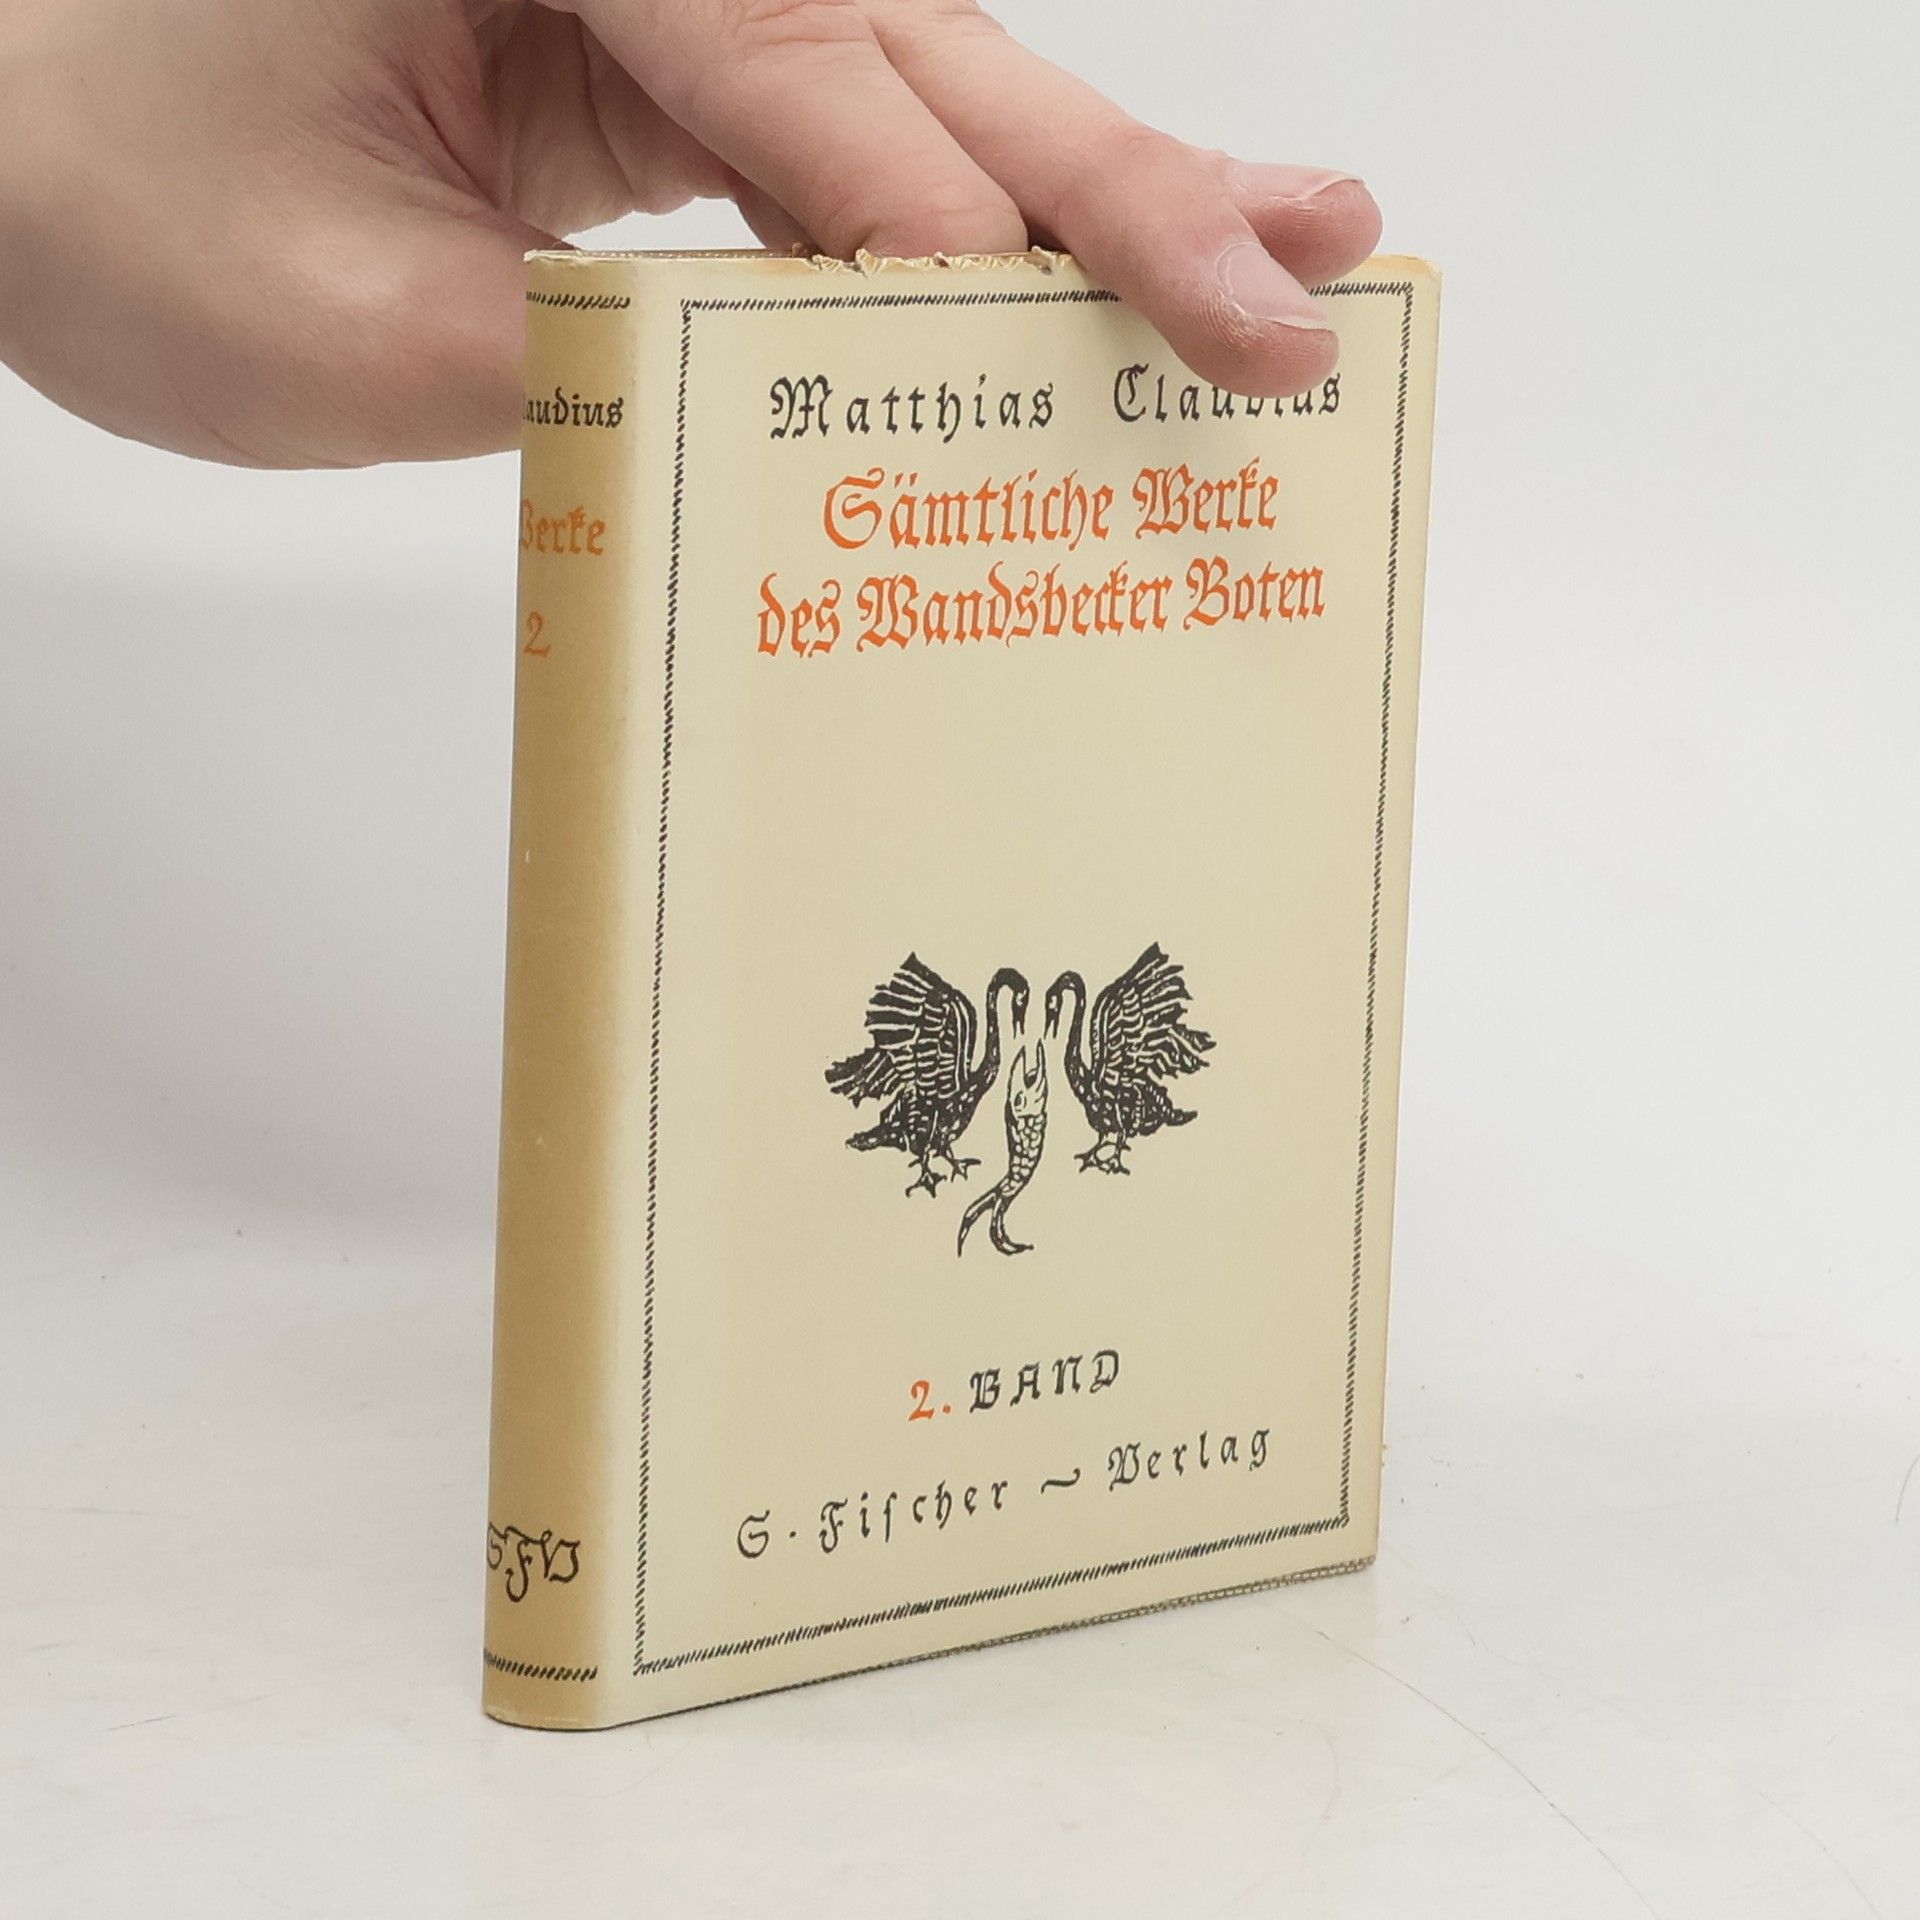 Matthias Claudius
Sämtliche Werke
des Wandsbecker Boten
2. BAND
S. Fiſcher ~ Verlag
laudius
Werke
2
SFV